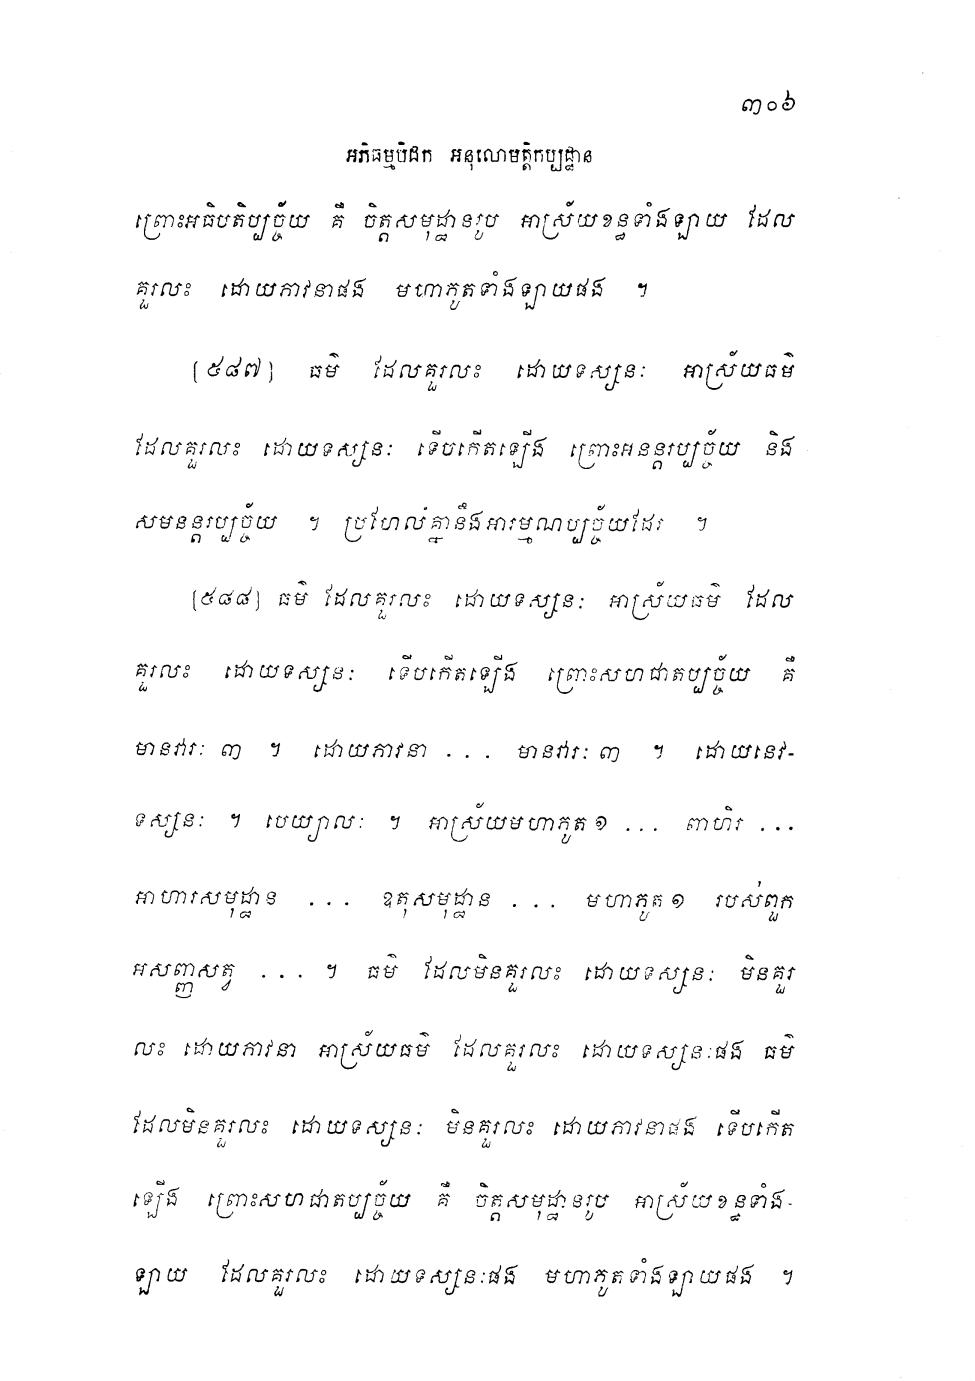 ៣០៦
អភិធម្មបិដក អនុលោមត្តិកប្បដ្ឋាន
ព្រោះអធិបតិប្បច្ច័យ គឺ ចិត្តសមុដ្ឋានរូប អាស្រ័យខន្ធទាំងឡាយ ដែល
គួរលះ ដោយភាវនាផង មហាភូតទាំងឡាយផង ។
[៥៨៧] ធម៌ ដែលគួរលះ ដោយទស្សនៈ អាស្រ័យធម៌
ដែលគួរលះ ដោយទស្សនៈ ទើបកើតឡើង ព្រោះអនន្តរប្បច្ច័យ និង
សមនន្តរប្បច្ច័យ ។ ប្រហែលគ្នានឹងអារម្មណប្បច្ច័យដែរ ។
[៥៨៨] ធម៌ ដែលគួរលះ ដោយទស្សនៈ អាស្រ័យធម៌ ដែល
គួរលះ ដោយទស្សនៈ ទើបកើតឡើង ព្រោះសហជាតប្បច្ច័យ គឺ
មានវារៈ ៣ ។ ដោយភាវនា ... មានវារៈ ៣ ។ ដោយនេវ-
ទស្សនៈ ។ បេយ្យាលៈ ។ អាស្រ័យមហាភូត១ ... ពាហិរ ...
អាហារសមុដ្ឋាន ... ឧតុសមុដ្ឋាន ... មហាភូត១ របស់ពួក
អសញ្ញសត្វ ... ។ ធម៌ ដែលមិនគួរលះ ដោយទស្សនៈ មិនគួរ
លះ ដោយភាវនា អាស្រ័យធម៌ ដែលគួរលះ ដោយទស្សនៈផង ធម៌
ដែលមិនគួរលះ ដោយទស្សនៈ មិនគួរលះ ដោយភាវនាផង ទើបកើត
ឡើង ព្រោះសហជាតប្បច្ច័យ គឺ ចិត្តសមុដ្ឋានរូប អាស្រ័យខន្ធទាំង-
ឡាយ ដែលគួរលះ ដោយទស្សនៈផង មហាភូតទាំងឡាយផង ។